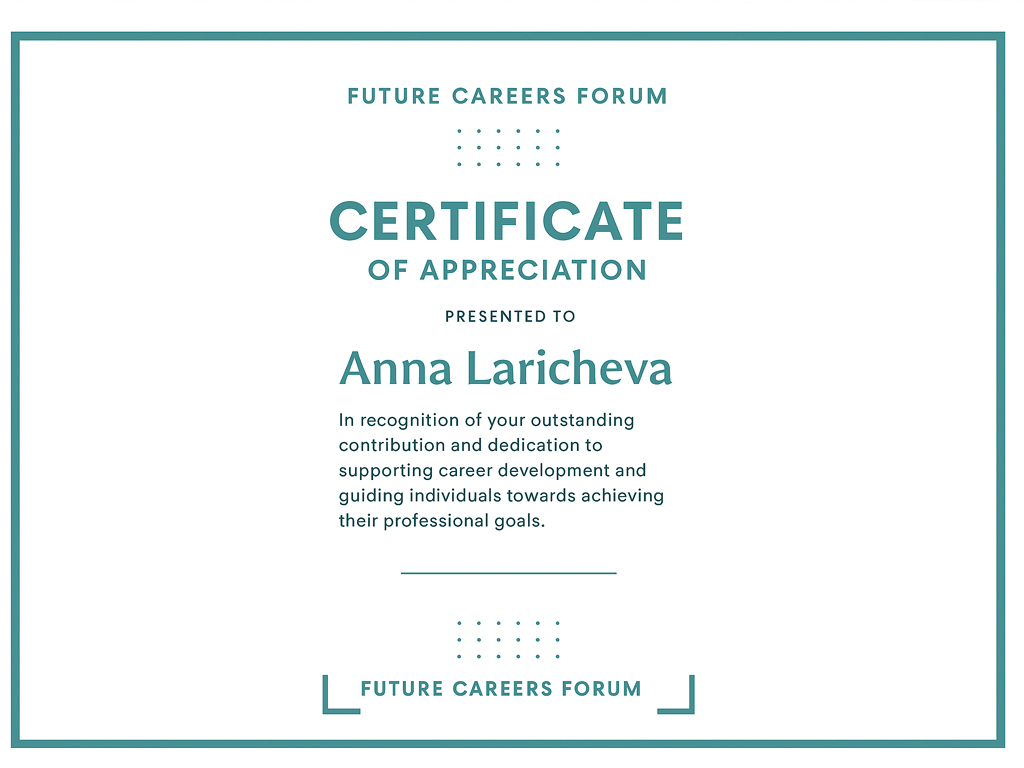 FUTURE CAREERS FORUM
CERTIFICATE
OF APPRECIATION
PRESENTED TO
Anna Laricheva
In recognition of your outstanding
contribution and dedication to
supporting career development and
guiding individuals towards achieving
their professional goals.
FUTURE CAREERS FORUM